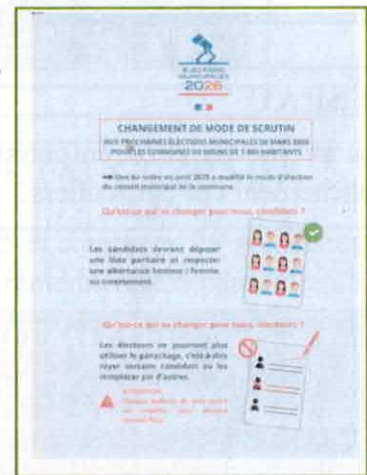 ÉLECTIONS
MUNICIPALES
2026
CHANGEMENT DE MODE DE SCRUTIN
AUX PROCHAINES ÉLECTIONS MUNICIPALES DE MARS 2026
POUR LES COMMUNES DE MOINS DE 1 000 HABITANTS
Une loi votée en avril 2025 a modifié le mode d'élection
du conseil municipal de la commune.
Qu'est-ce qui va changer pour vous, candidats ?
Les candidats devront déposer
une liste paritaire et respecter
une alternance homme / femme,
ou inversement.
Qu'est-ce qui va changer pour vous, électeurs ?
Les électeurs ne pourront plus
utiliser le panachage, c'est-à-dire
rayer certains candidats ou les
remplacer par d'autres.
ATTENTION